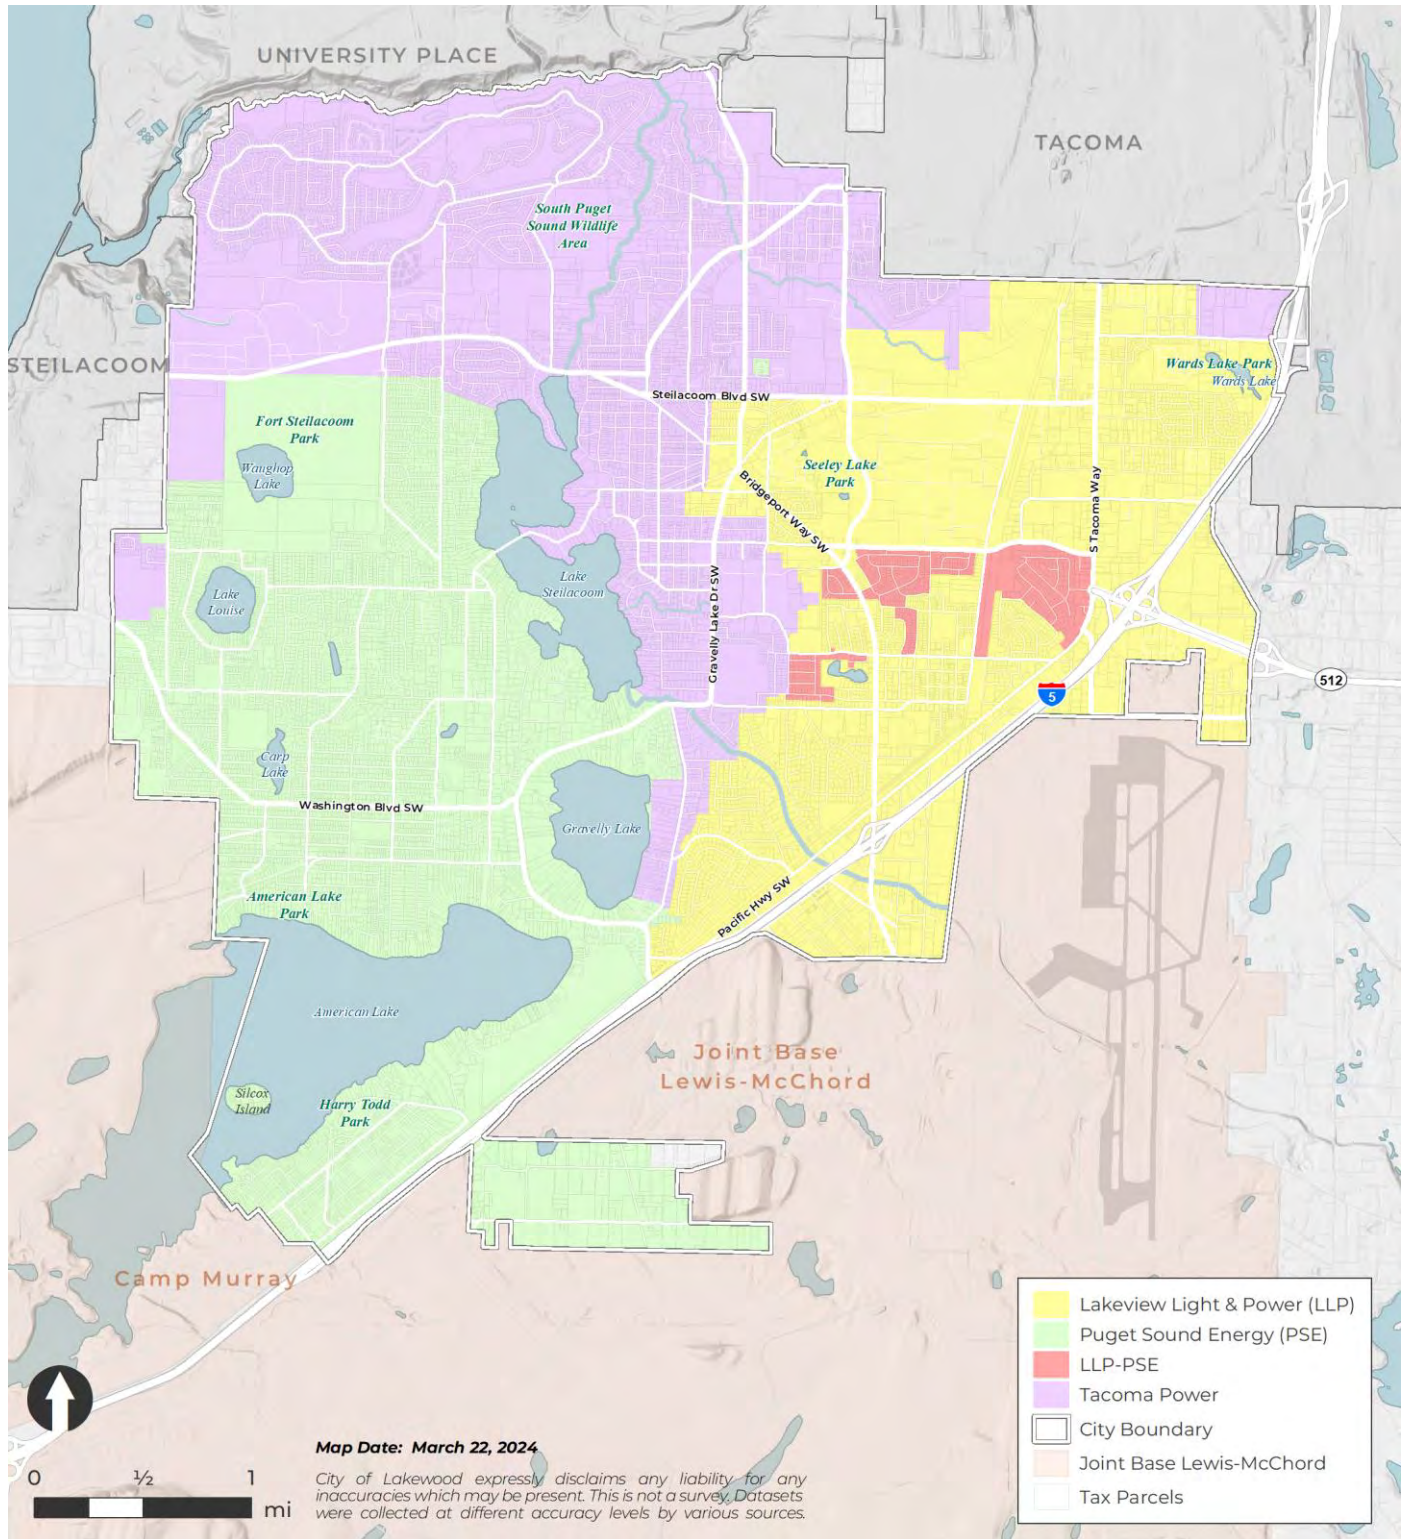 UNIVERSITY PLACE
TACOMA
South Puget
Sound Wildlife
Area
STEILACOOM
Wards Lake Park
Wards Lake
Steilacoom Blvd SW
Fort Steilacoom
Park
Waughop
Lake
Seeley Lake
Park
Bridgeport Way SW
S Tacoma Way
Lake
Steilacoom
Lake
Louise
Gravelly Lake Dr SW
512
5
Carp
Lake
Washington Blvd SW
Gravelly Lake
American Lake
Park
Pacific Hwy SW
American Lake
Joint Base
Lewis-McChord
Silcox
Island
Harry Todd
Park
Camp Murray
Lakeview Light & Power (LLP)
Puget Sound Energy (PSE)
LLP-PSE
Tacoma Power
City Boundary
Joint Base Lewis-McChord
Tax Parcels
Map Date: March 22, 2024
0 ½ 1
mi
City of Lakewood expressly disclaims any liability for any
inaccuracies which may be present. This is not a survey. Datasets
were collected at different accuracy levels by various sources.